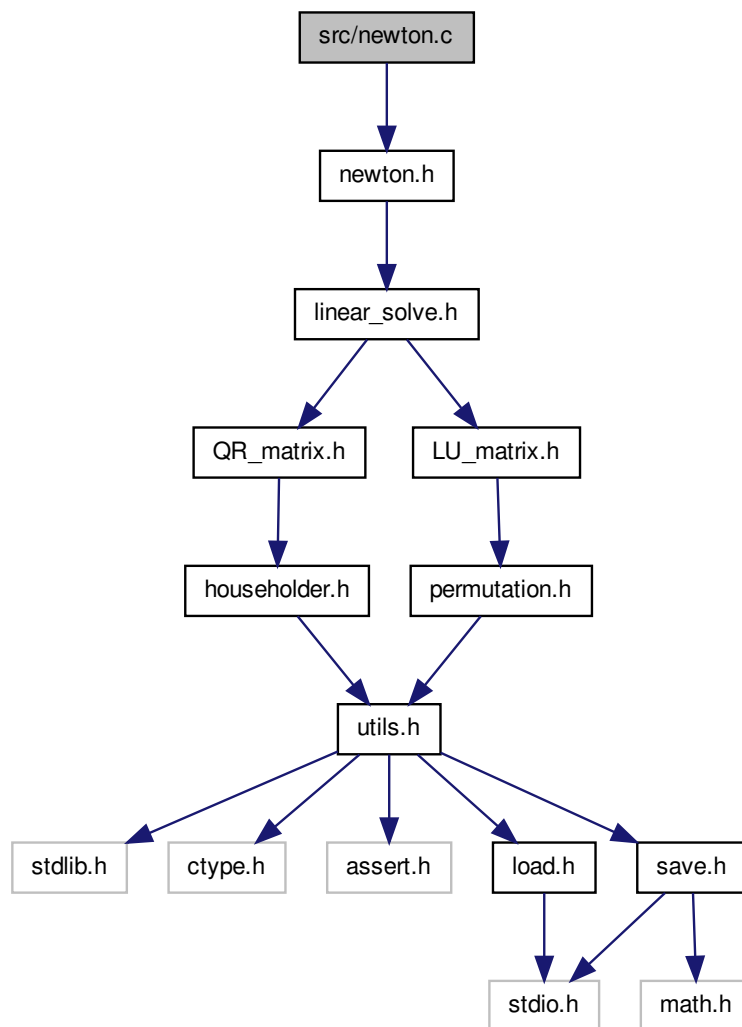 src/newton.c
newton.h
linear_solve.h
QR_matrix.h
LU_matrix.h
householder.h
permutation.h
utils.h
stdlib.h
ctype.h
assert.h
load.h
save.h
stdio.h
math.h